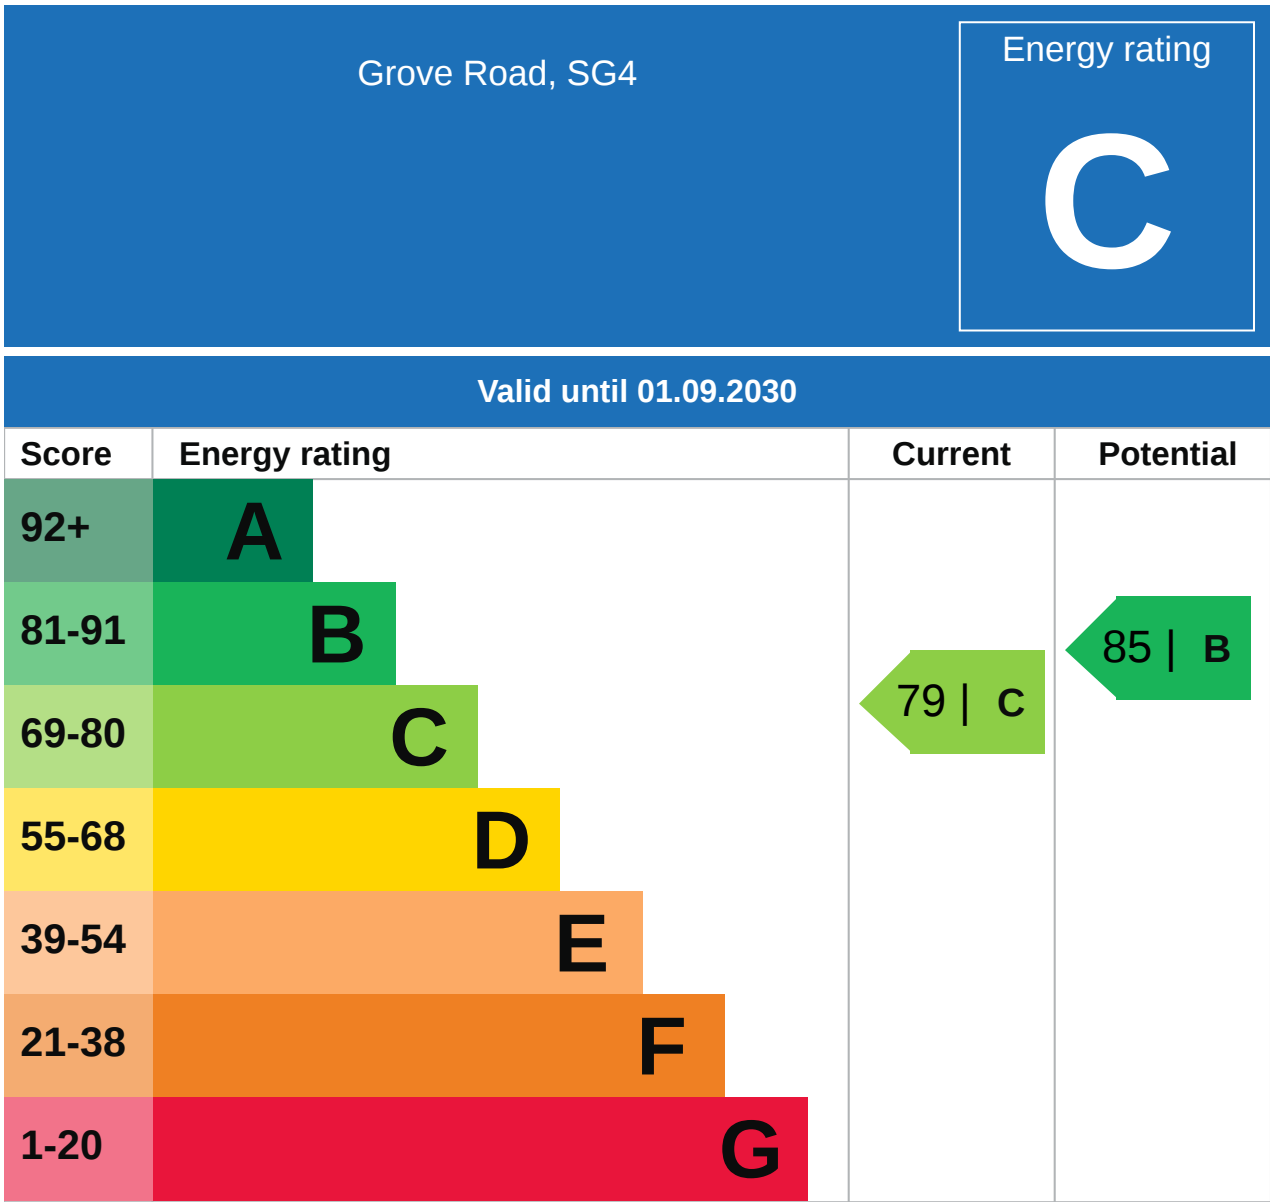 Grove Road, SG4
Energy rating
C
Valid until 01.09.2030
Score Energy rating Current Potential
92+ A
81-91 B
85 | B
69-80 C
79 | C
55-68 D
39-54 E
21-38 F
1-20 G